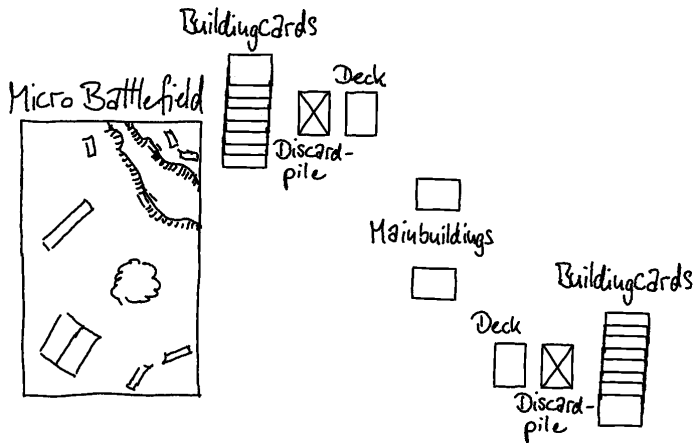 BuildingCards
Deck
Micro Battlefield
Discard-
pile
Mainbuildings
BuildingCards
Deck
Discard-
pile